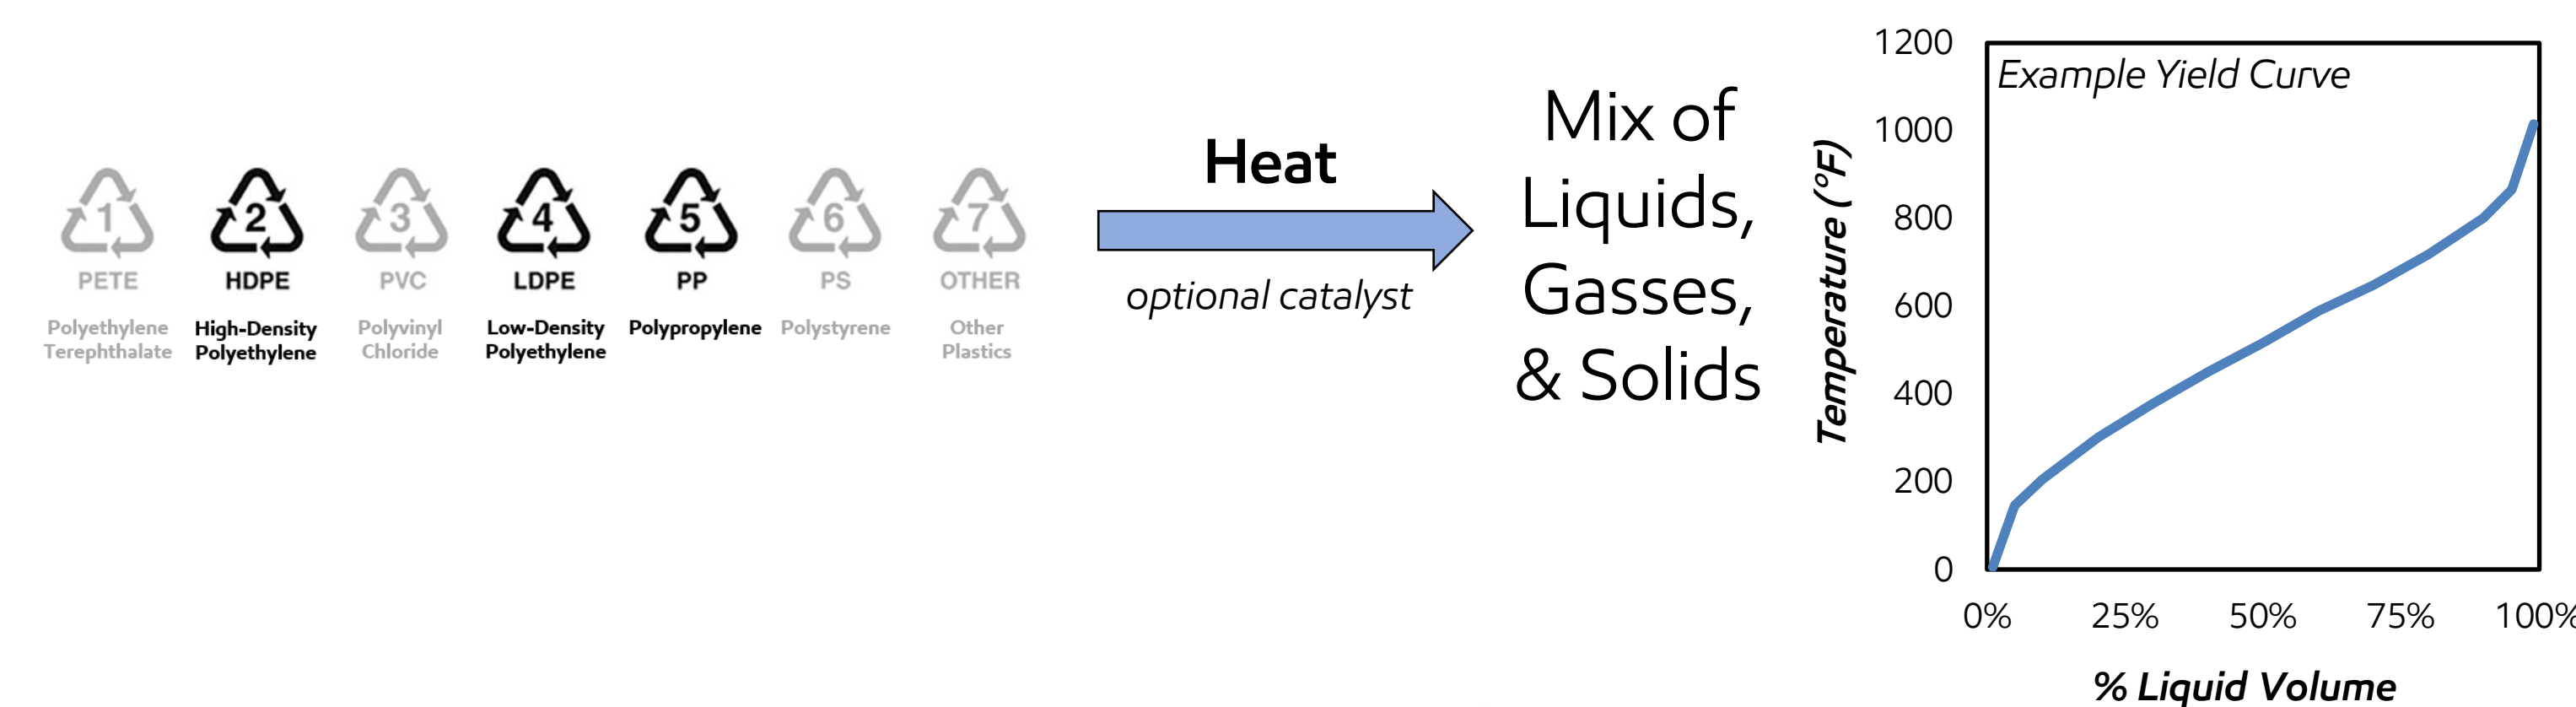 1
PETE
Polyethylene
Terephthalate
2
HDPE
High-Density
Polyethylene
3
PVC
Polyvinyl
Chloride
4
LDPE
Low-Density
Polyethylene
5
PP
Polypropylene
6
PS
Polystyrene
7
OTHER
Other
Plastics
Heat
optional catalyst
Mix of
Liquids,
Gasses,
& Solids
Example Yield Curve
Temperature (°F)
1200
1000
800
600
400
200
0
0% 25% 50% 75% 100%
% Liquid Volume